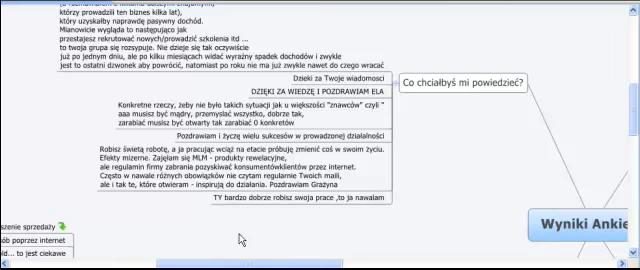 którzy prowadzili ten biznes kilka lat),
który uzyskałby naprawdę pasywny dochód.
Mianowicie wygląda to następująco jak
przestajesz rekrutować nowych/prowadzić szkolenia itd ...
to twoja grupa się rozsypuje. Nie dzieje się tak oczywiście
już po jednym dniu, ale po kilku miesiącach widać wyraźny spadek dochodów i zwykle
jest to ostatni dzwonek aby powrócić, natomiast po roku nie ma już zwykle nawet do czego wracać
Dzieki za Twoje wiadomosci
DZIĘKI ZA WIEDZĘ I POZDRAWIAM ELA
Co chciałbyś mi powiedzieć?
Konkretne rzeczy, żeby nie było takich sytuacji jak u większości "znawców" czyli "
aaa musisz być mądry, przemyslać wszystko, dobrze tak,
zarabiać musisz być otwarty tak zarabiać 0 konkretów
Pozdrawiam i życzę wielu sukcesów w prowadzonej działalności
Robisz świetą robotę, a ja pracując wciąż na etacie próbuję zmienić coś w swoim życiu.
Efekty mizerne. Zajęłam się MLM - produkty rewelacyjne,
ale regulamin firmy zabrania pozyskiwać konsumentówklientów przez internet.
Często w nawale różnych obowiązków nie czytam regularnie Twoich maili,
ale i tak te, które otwieram - inspirują do działania. Pozdrawiam Grażyna
TY bardzo dobrze robisz swoja prace ,to ja nawalam
Wyniki Ankie
szenie sprzedaży
sób poprzez internet
old... to jest ciekawe